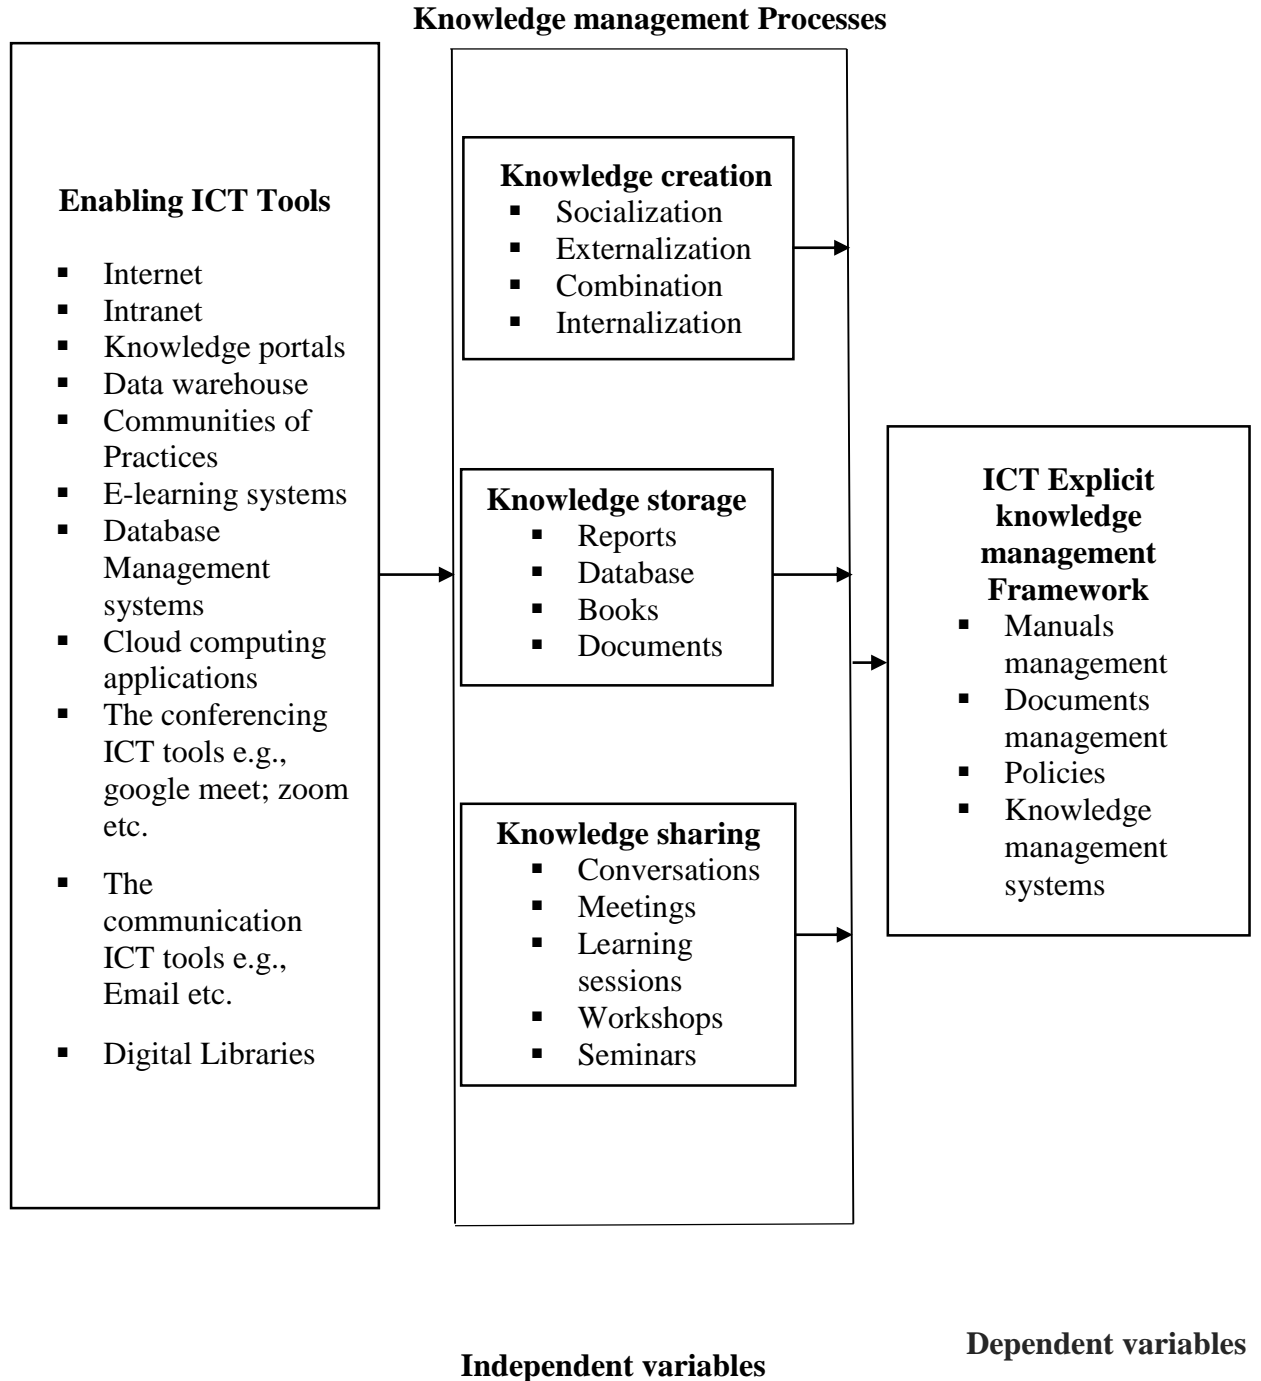 Knowledge management Processes
Enabling ICT Tools
▪ Internet
▪ Intranet
▪ Knowledge portals
▪ Data warehouse
▪ Communities of
Practices
▪ E-learning systems
▪ Database
Management
systems
▪ Cloud computing
applications
▪ The conferencing
ICT tools e.g.,
google meet; zoom
etc.
▪ The
communication
ICT tools e.g.,
Email etc.
▪ Digital Libraries
Knowledge creation
▪ Socialization
▪ Externalization
▪ Combination
▪ Internalization
Knowledge storage
▪ Reports
▪ Database
▪ Books
▪ Documents
Knowledge sharing
▪ Conversations
▪ Meetings
▪ Learning
sessions
▪ Workshops
▪ Seminars
ICT Explicit
knowledge
management
Framework
▪ Manuals
management
▪ Documents
management
▪ Policies
▪ Knowledge
management
systems
Independent variables
Dependent variables